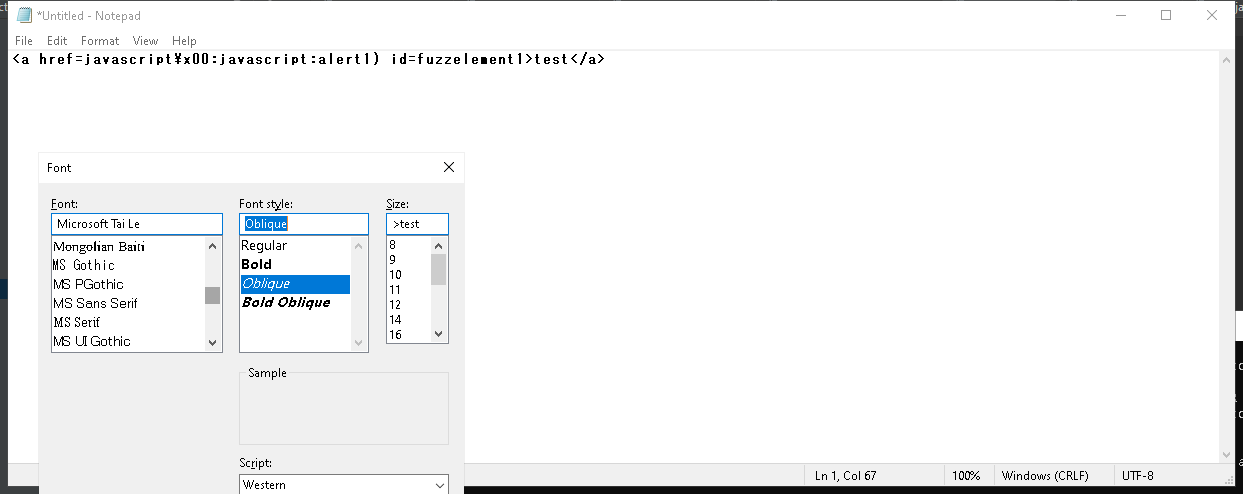 *Untitled - Notepad
File Edit Format View Help
<a href=javascript¥x00:javascript:alert1) id=fuzzelement1>test</a>
Font
Font: Font style: Size:
Microsoft Tai Le Oblique >test
Mongolian Baiti Regular 8
MS Gothic Bold 9
MS PGothic Oblique 10
MS Sans Serif Bold Oblique 11
MS Serif 12
MS UI Gothic 14
16
Sample
Script:
Western
Ln 1, Col 67 100% Windows (CRLF) UTF-8